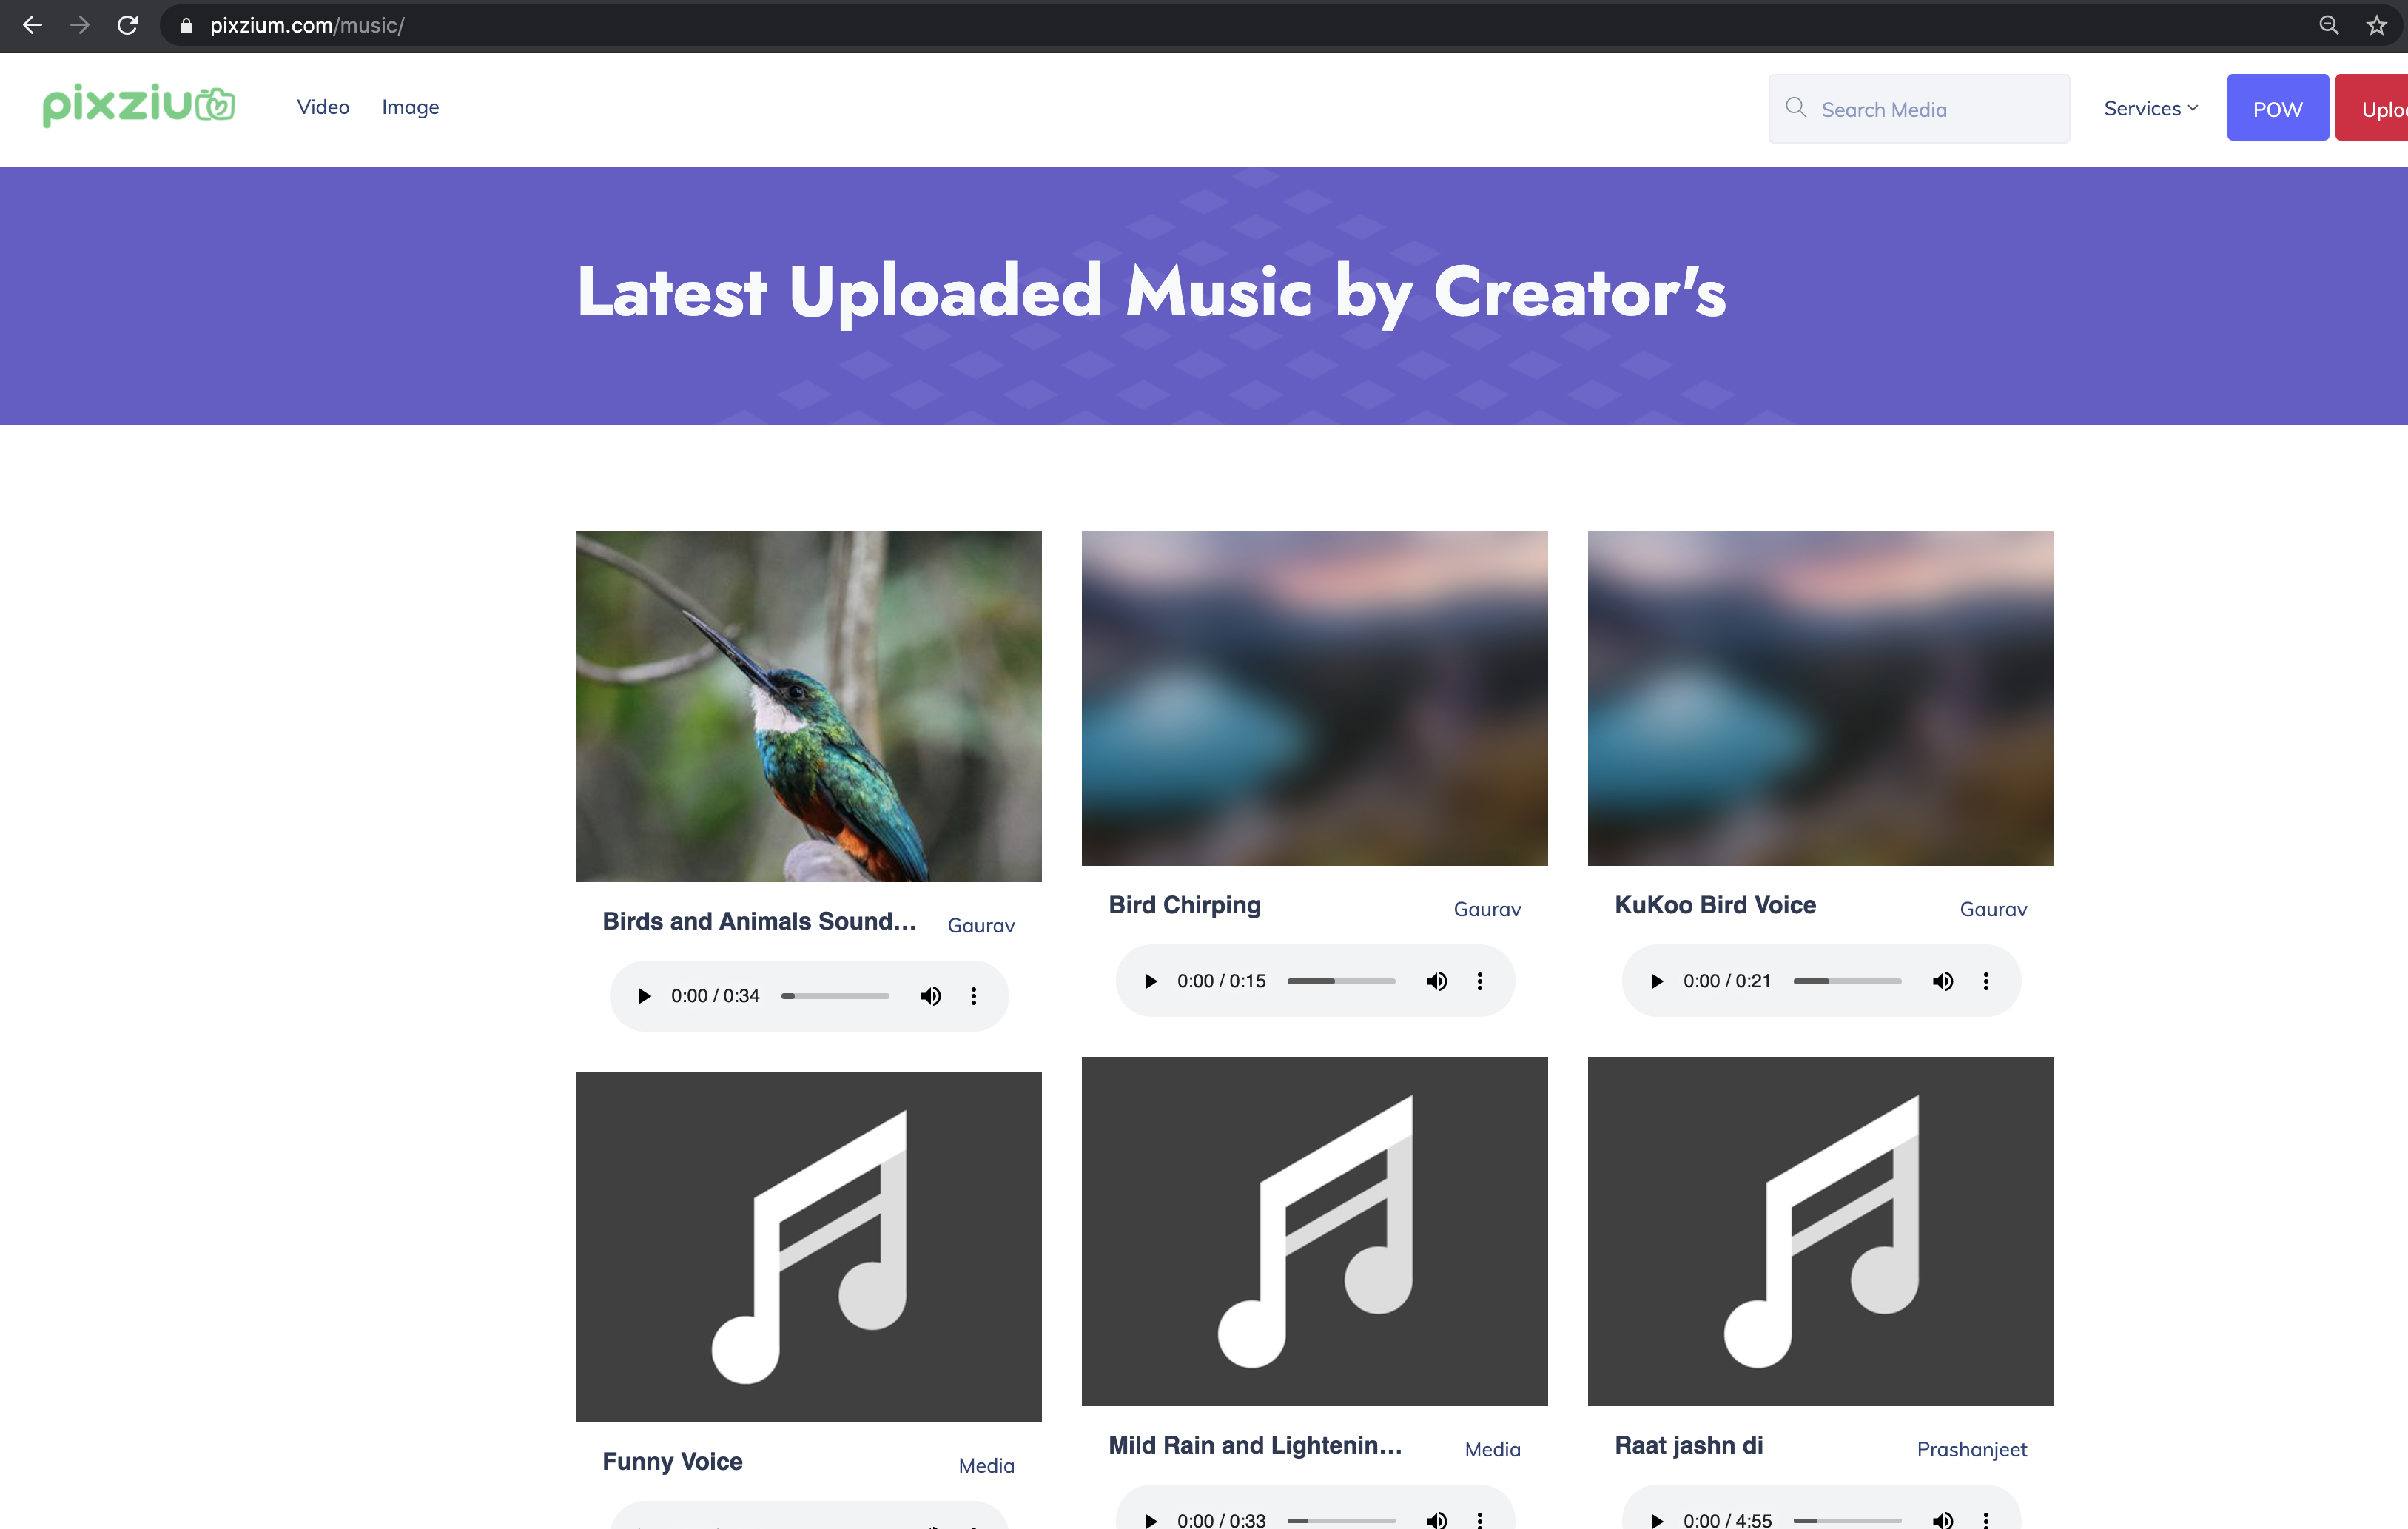 pixzium.com/music/
pixziu
Video Image
Search Media
Services
POW
Uploa
Latest Uploaded Music by Creator's
Birds and Animals Sound... Gaurav
0:00 / 0:34
Bird Chirping Gaurav
0:00 / 0:15
KuKoo Bird Voice Gaurav
0:00 / 0:21
Funny Voice Media
Mild Rain and Lightenin... Media
0:00 / 0:33
Raat jashn di Prashanjeet
0:00 / 4:55